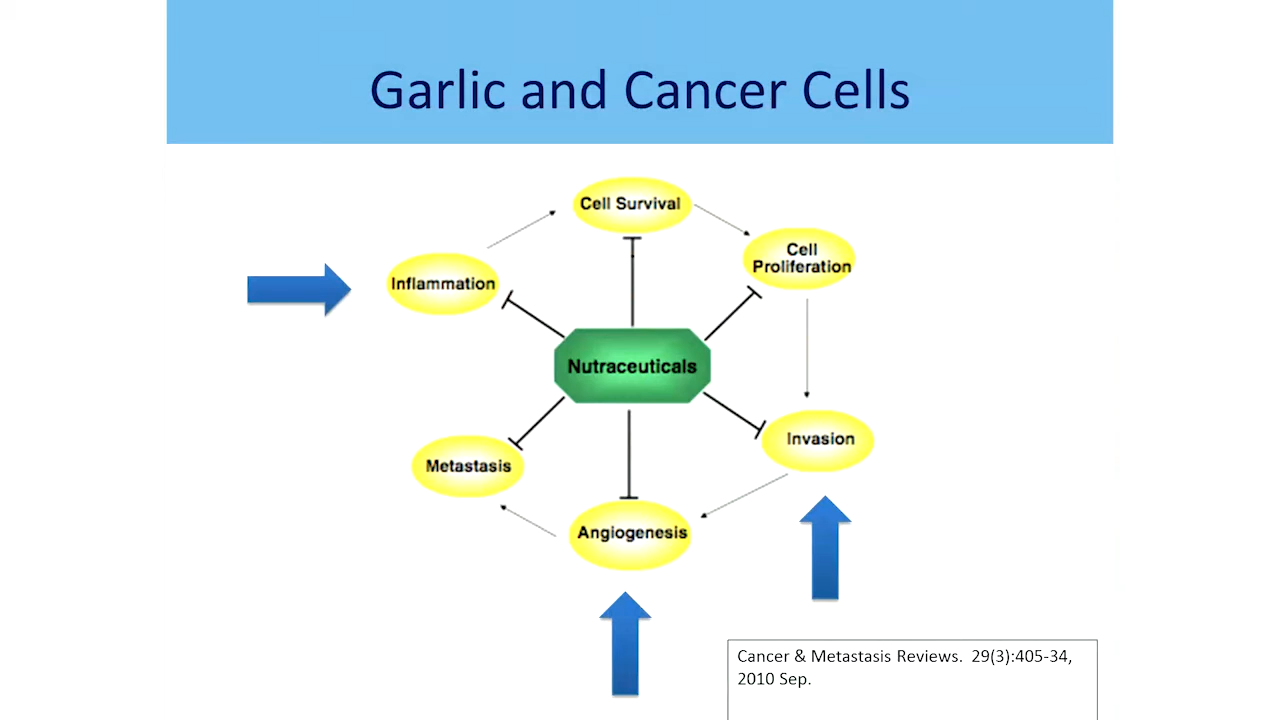 Garlic and Cancer Cells
Cell Survival
Cell
Proliferation
Inflammation
Nutraceuticals
Invasion
Metastasis
Angiogenesis
Cancer & Metastasis Reviews.  29(3):405-34,
2010 Sep.